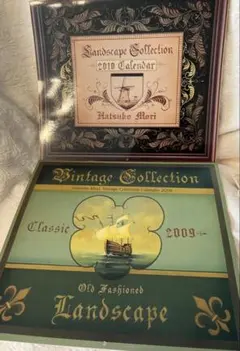 Landscape Collection
2010 Calendar
Hatsuko Mori
Vintage Collection
Classic
2009
Old Fashioned
Landscape